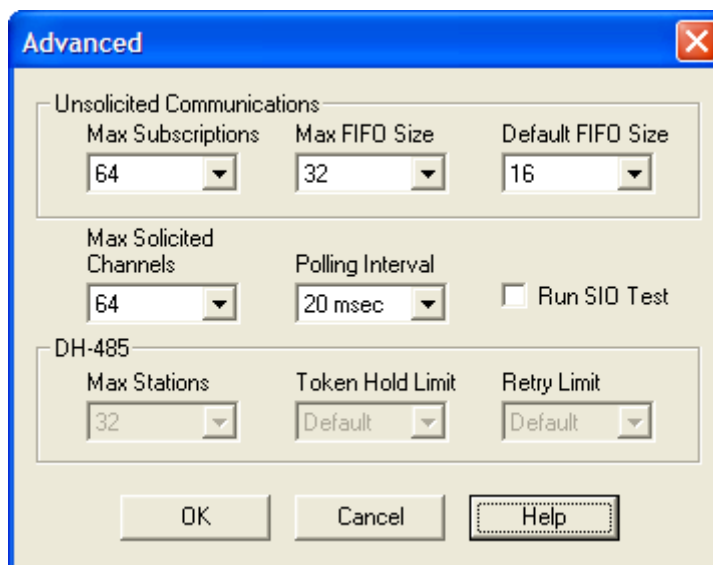 Advanced
Unsolicited Communications
Max Subscriptions Max FIFO Size Default FIFO Size
64 32 16
Max Solicited
Channels Polling Interval
64 20 msec Run SIO Test
DH-485
Max Stations Token Hold Limit Retry Limit
32 Default Default
OK Cancel Help